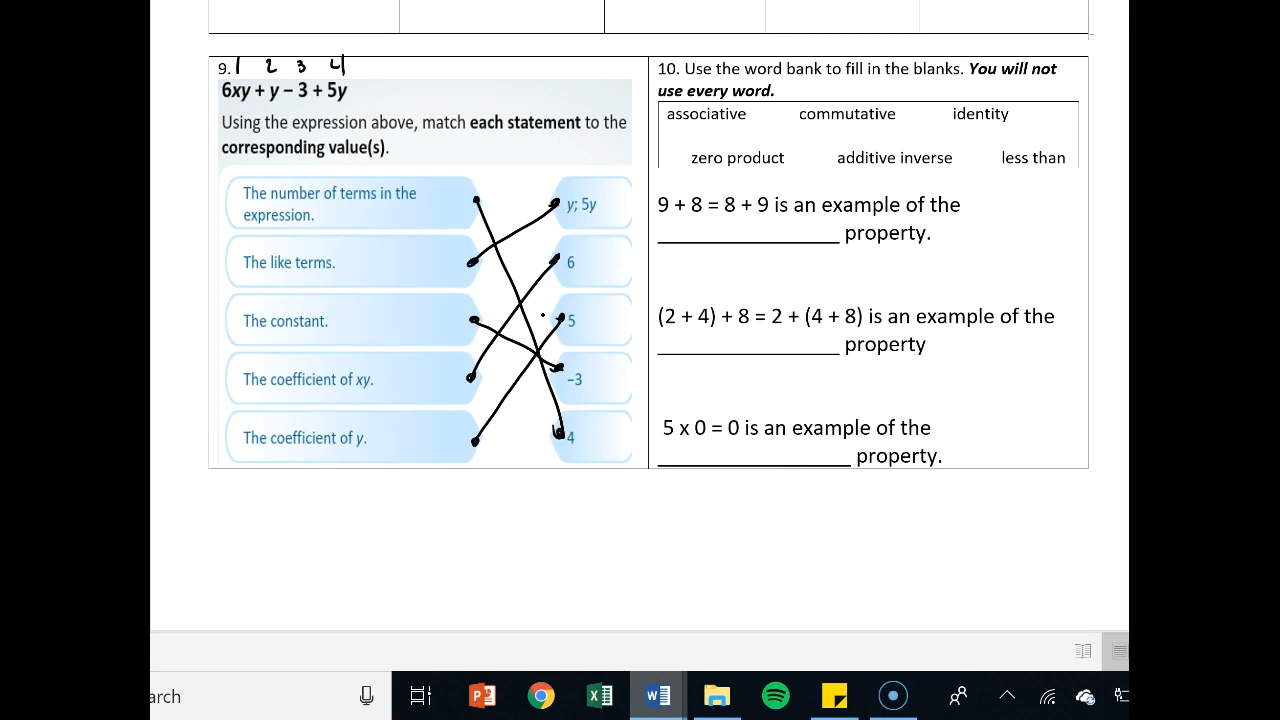 9. 1 2 3 4
6xy + y − 3 + 5y
Using the expression above, match each statement to the
corresponding value(s).
The number of terms in the
expression.
The like terms.
The constant.
The coefficient of xy.
The coefficient of y.
y; 5y
6
5
−3
4
10. Use the word bank to fill in the blanks. You will not
use every word.
associative commutative identity
zero product additive inverse less than
9 + 8 = 8 + 9 is an example of the
________________ property.
(2 + 4) + 8 = 2 + (4 + 8) is an example of the
________________ property
5 x 0 = 0 is an example of the
_________________ property.
arch